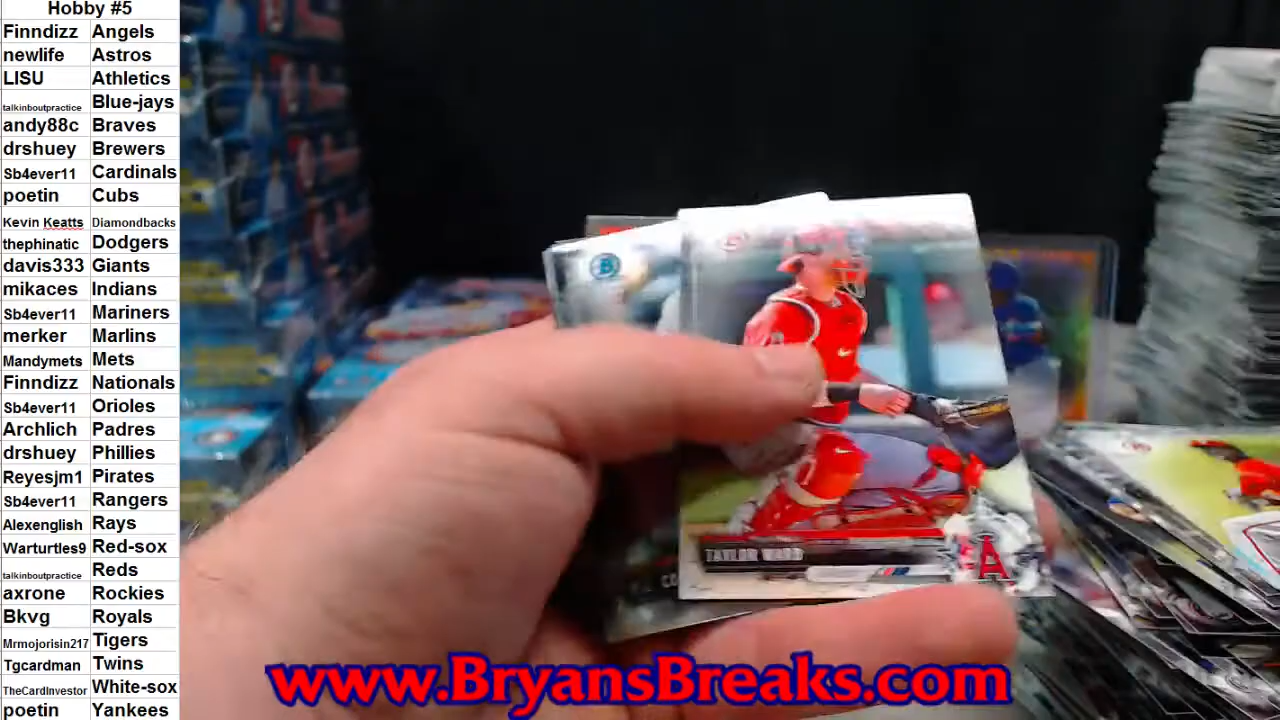 Hobby #5
Finndizz Angels
newlife Astros
LISU Athletics
talkinboutpractice Blue-jays
andy88c Braves
drshuey Brewers
Sb4ever11 Cardinals
poetin Cubs
Kevin Keatts Diamondbacks
thephinatic Dodgers
davis333 Giants
mikaces Indians
Sb4ever11 Mariners
merker Marlins
Mandymets Mets
Finndizz Nationals
Sb4ever11 Orioles
Archlich Padres
drshuey Phillies
Reyesjm1 Pirates
Sb4ever11 Rangers
Alexenglish Rays
Warturtles9 Red-sox
talkinboutpractice Reds
axrone Rockies
Bkvg Royals
Mrmojorisin217 Tigers
Tgcardman Twins
TheCardInvestor White-sox
poetin Yankees
B
TAYLOR WARD
A
CO
www.BryansBreaks.com